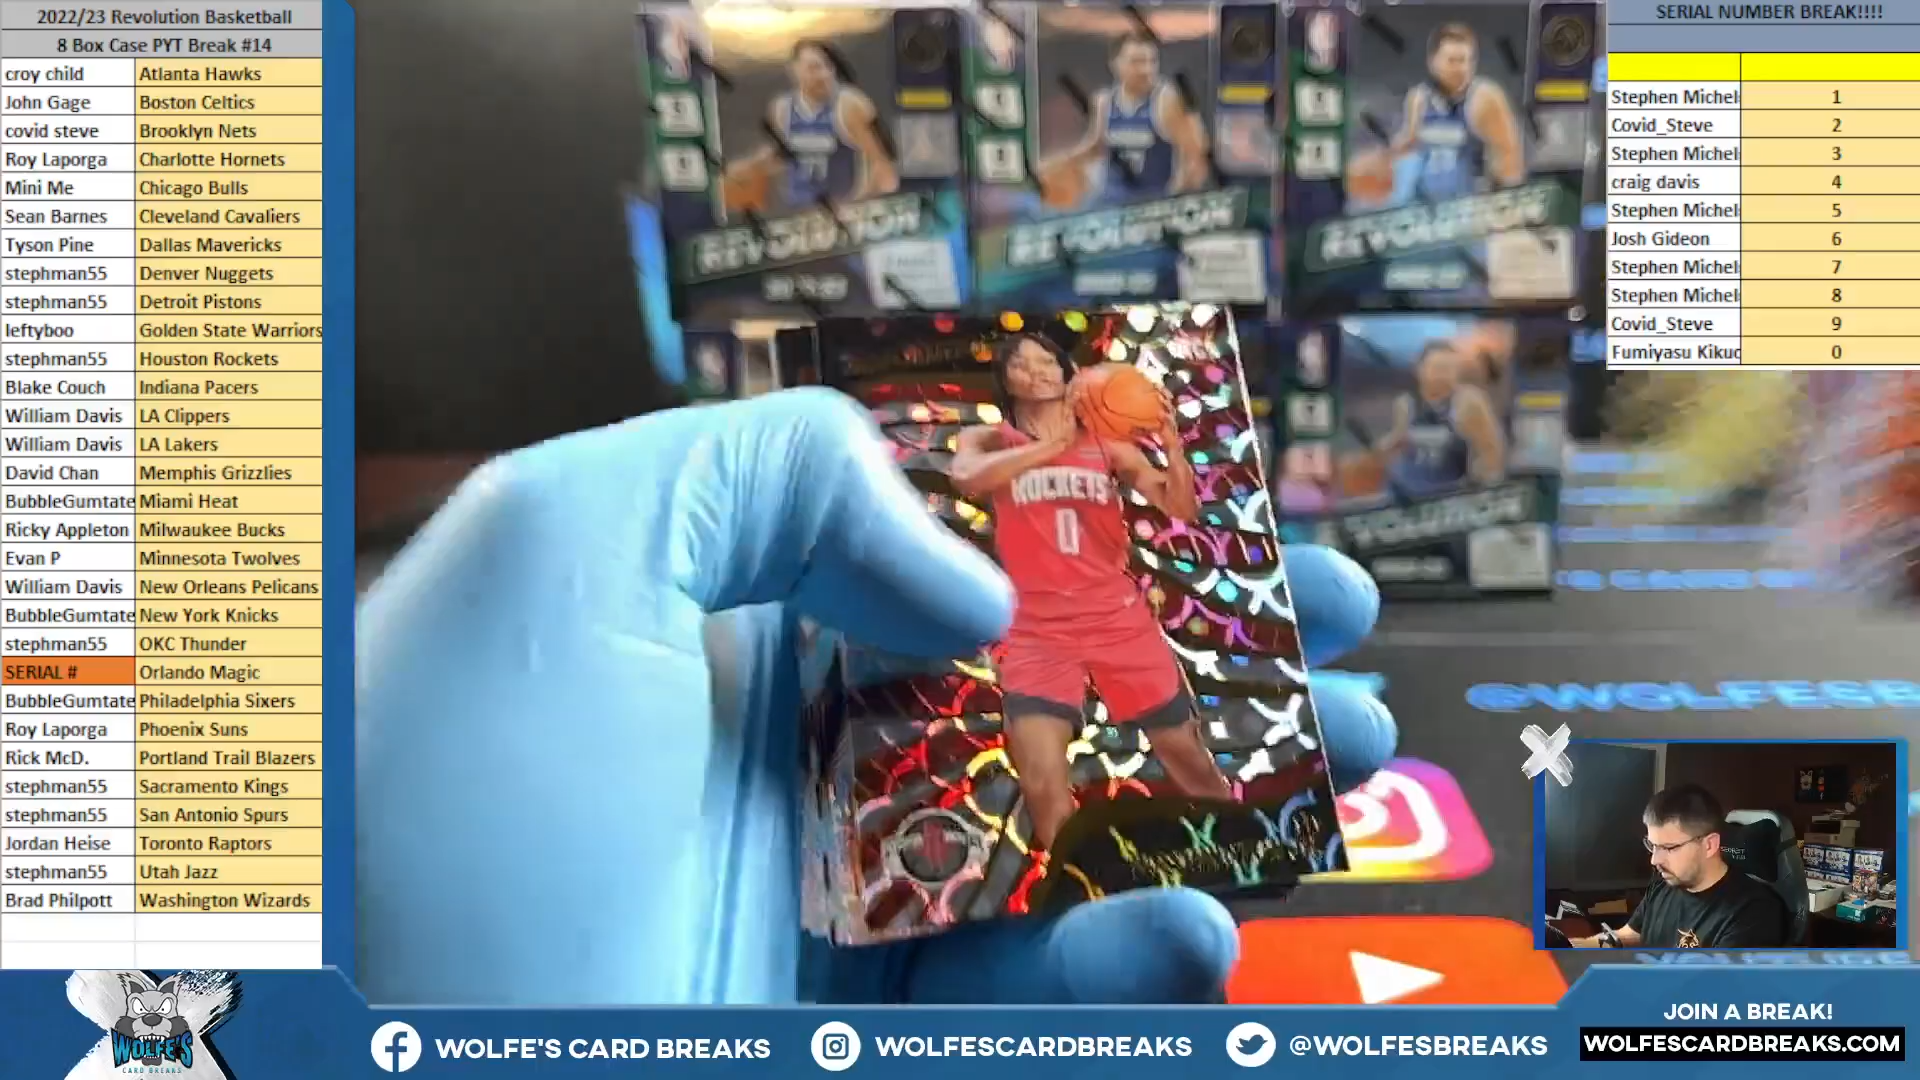 2022/23 Revolution Basketball
8 Box Case PYT Break #14
croy child Atlanta Hawks
John Gage Boston Celtics
covid steve Brooklyn Nets
Roy Laporga Charlotte Hornets
Mini Me Chicago Bulls
Sean Barnes Cleveland Cavaliers
Tyson Pine Dallas Mavericks
stephman55 Denver Nuggets
stephman55 Detroit Pistons
leftyboo Golden State Warriors
stephman55 Houston Rockets
Blake Couch Indiana Pacers
William Davis LA Clippers
William Davis LA Lakers
David Chan Memphis Grizzlies
BubbleGumtate Miami Heat
Ricky Appleton Milwaukee Bucks
Evan P Minnesota Twolves
William Davis New Orleans Pelicans
BubbleGumtate New York Knicks
stephman55 OKC Thunder
SERIAL # Orlando Magic
BubbleGumtate Philadelphia Sixers
Roy Laporga Phoenix Suns
Rick McD. Portland Trail Blazers
stephman55 Sacramento Kings
stephman55 San Antonio Spurs
Jordan Heise Toronto Raptors
stephman55 Utah Jazz
Brad Philpott Washington Wizards
SERIAL NUMBER BREAK!!!!
Stephen Michel 1
Covid_Steve 2
Stephen Michel 3
craig davis 4
Stephen Michel 5
Josh Gideon 6
Stephen Michel 7
Stephen Michel 8
Covid_Steve 9
Fumiyasu Kikuc 0
REVOLUTION
REVOLUTION
REVOLUTION
ROCKETS
0
@WOLFESB
WOLFE'S
CARD BREAKS
WOLFE'S CARD BREAKS
WOLFESCARDBREAKS
@WOLFESBREAKS
JOIN A BREAK!
WOLFESCARDBREAKS.COM